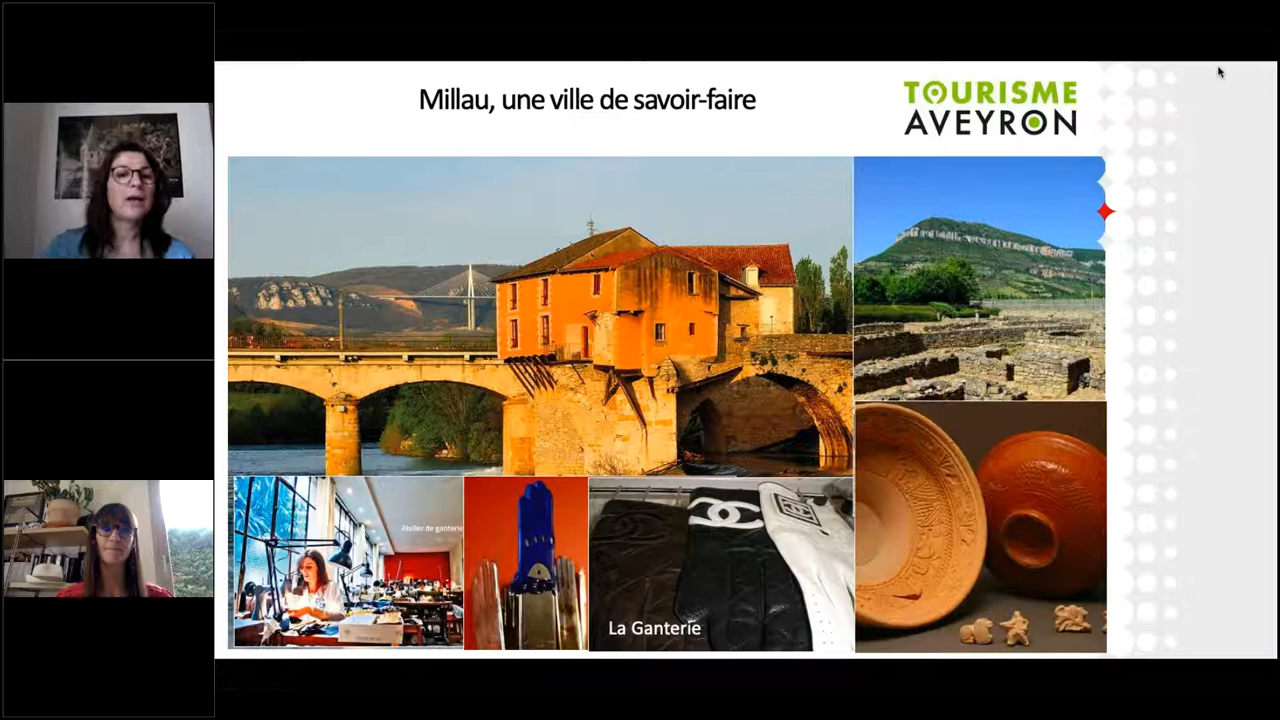 Millau, une ville de savoir-faire
TOURISME
AVEYRON
Atelier de ganterie
La Ganterie